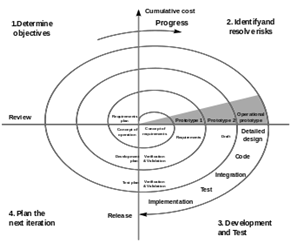 Cumulative cost
Progress
1.Determine
objectives
2. Identify and
resolve risks
Requirements
plan
Prototype 1
Prototype 2
Operational
prototype
Review
Concept of
operation
Concept of
requirements
Requirements
Draft
Detailed
design
Development
plan
Verification
& Validation
Code
Integration
Test plan
Verification
& Validation
Test
Implementation
Release
4. Plan the
next iteration
3. Development
and Test